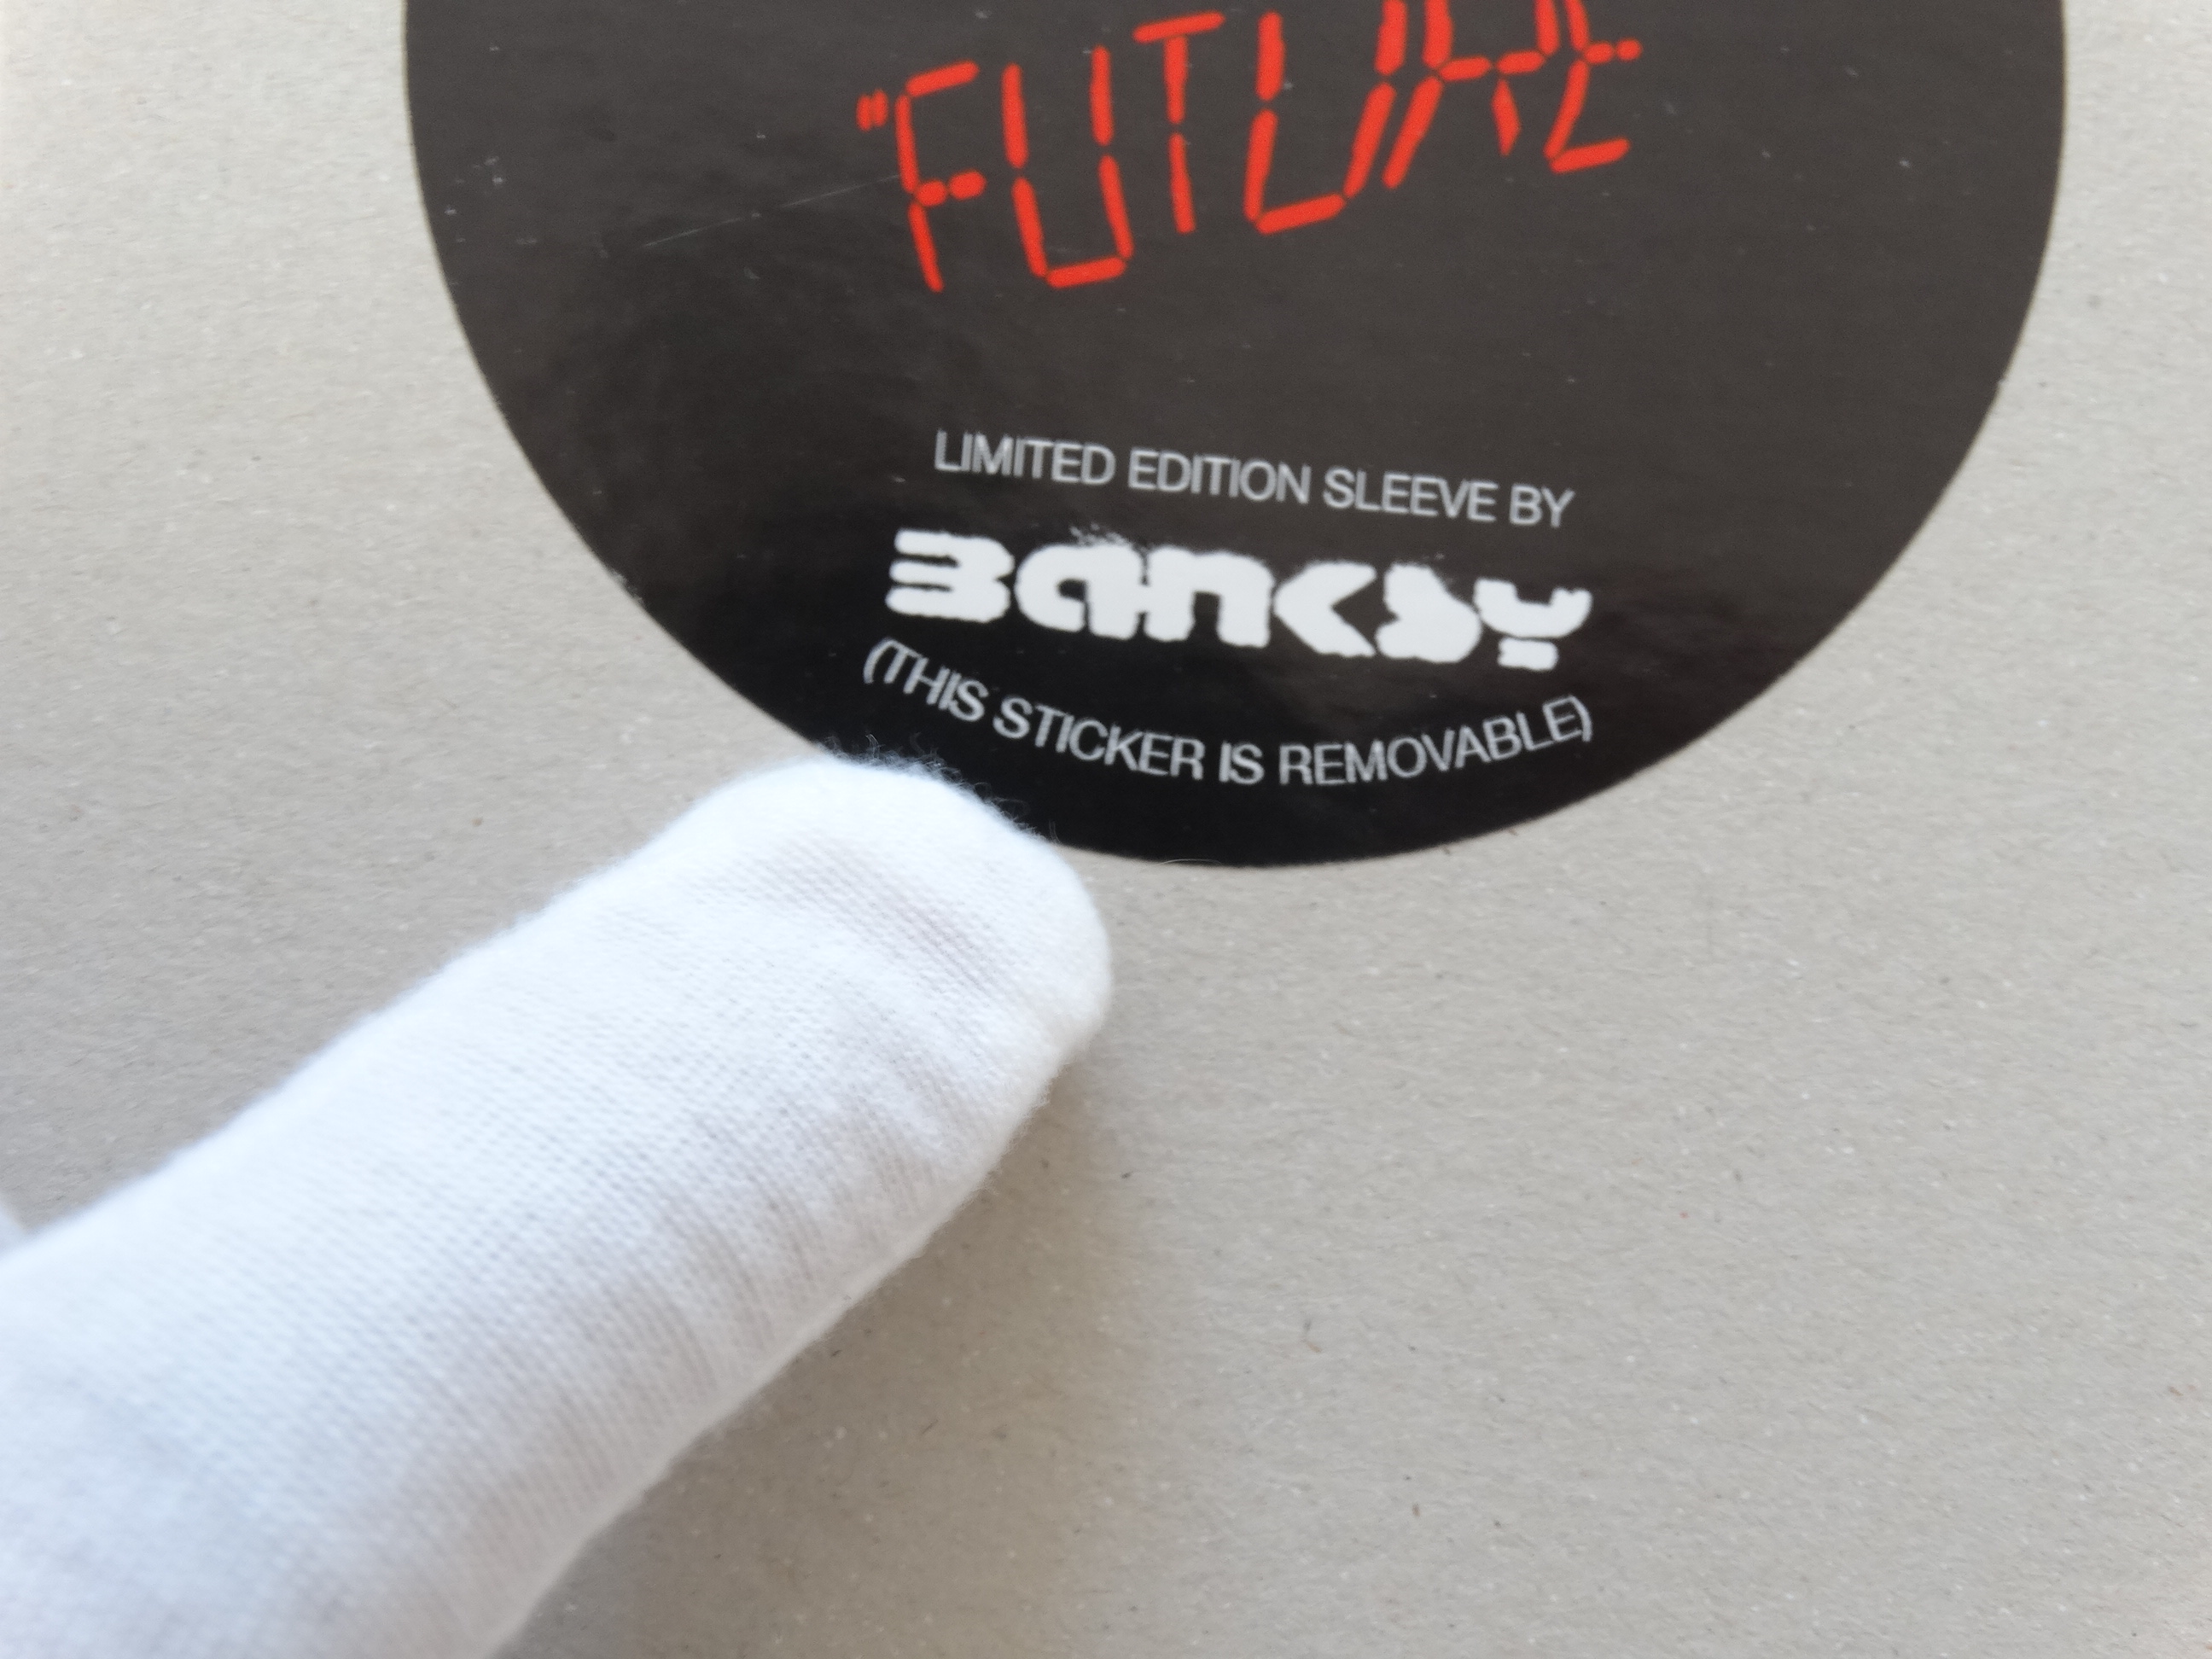 "FUTURE
LIMITED EDITION SLEEVE BY
BANKSY
(THIS STICKER IS REMOVABLE)